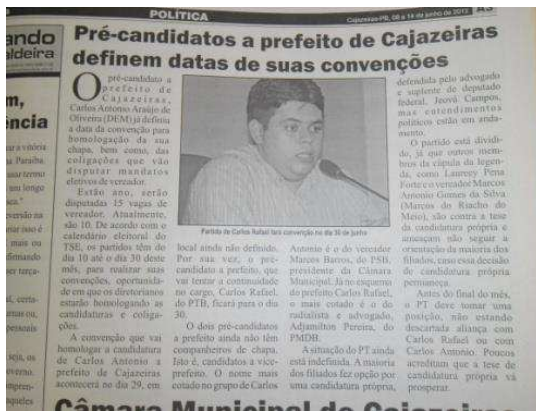 POLÍTICA
Cajazeiras-PB, 08 a 14 de junho de 2012
A3
ando
aldeira
m,
ência
Pré-candidatos a prefeito de Cajazeiras
definem datas de suas convenções
O pré-candidato a
prefeito de
Cajazeiras,
Carlos Antonio Araújo de
Oliveira (DEM) já definiu
a data da convenção para
homologação da sua
chapa, bem como, das
coligações que vão
disputar mandatos
eletivos de vereador.
Estão ano, serão
disputadas 15 vagas de
vereador. Atualmente,
são 10. De acordo com o
calendário eleitoral do
TSE, os partidos têm do
dia 10 até o dia 30 deste
mês, para realizar suas
convenções, oportunida-
de em que os diretorianos
estarão homologando as
candidaturas e coliga-
ções.
A convenção que vai
homologar a candidatura
de Carlos Antonio a
prefeito de Cajazeiras
acontecerá no dia 29, em
Partido de Carlos Rafael fará convenção no dia 30 de junho
local ainda não definido.
Por sua vez, o pré-
candidato a prefeito, que
vai tentar a continuidade
no cargo, Carlos Rafael,
do PTB, ficará para o dia
30.
O dois pré-candidatos
a prefeito ainda não têm
companheiros de chapa.
Isto é, candidatos a vice-
prefeito. O nome mais
cotado no grupo de Carlos
Antonio é o do vereador
Marcos Barros, do PSB,
presidente da Câmara
Municipal. Já no esquema
do prefeito Carlos Rafael,
o mais cotado é o do
radialista e advogado,
Adjamilton Pereira, do
PMDB.
A situação do PT ainda
está indefinida. A maioria
dos filiados fez opção por
uma candidatura própria,
defendida pelo advogado
e suplente de deputado
federal, Jeová Campos,
mas entendimentos
políticos estão em anda-
mento.
O partido está dividi-
do, já que outros mem-
bros da cúpula da legen-
da, como Laurecy Pena
Forte e o vereador Marcos
Antonio Gomes da Silva
(Marcos do Riacho do
Meio), são contra a tese
da candidatura própria e
ameaçam não seguir a
orientação da maioria dos
filiados, caso essa decisão
de candidatura própria
permaneça.
Antes do final do mês,
o PT deve tomar uma
posição, não estando
descartada aliança com
Carlos Rafael ou com
Carlos Antonio. Poucos
acreditam que a tese de
candidatura própria vá
prosperar.
Câmara Municipal de Cajazeiras